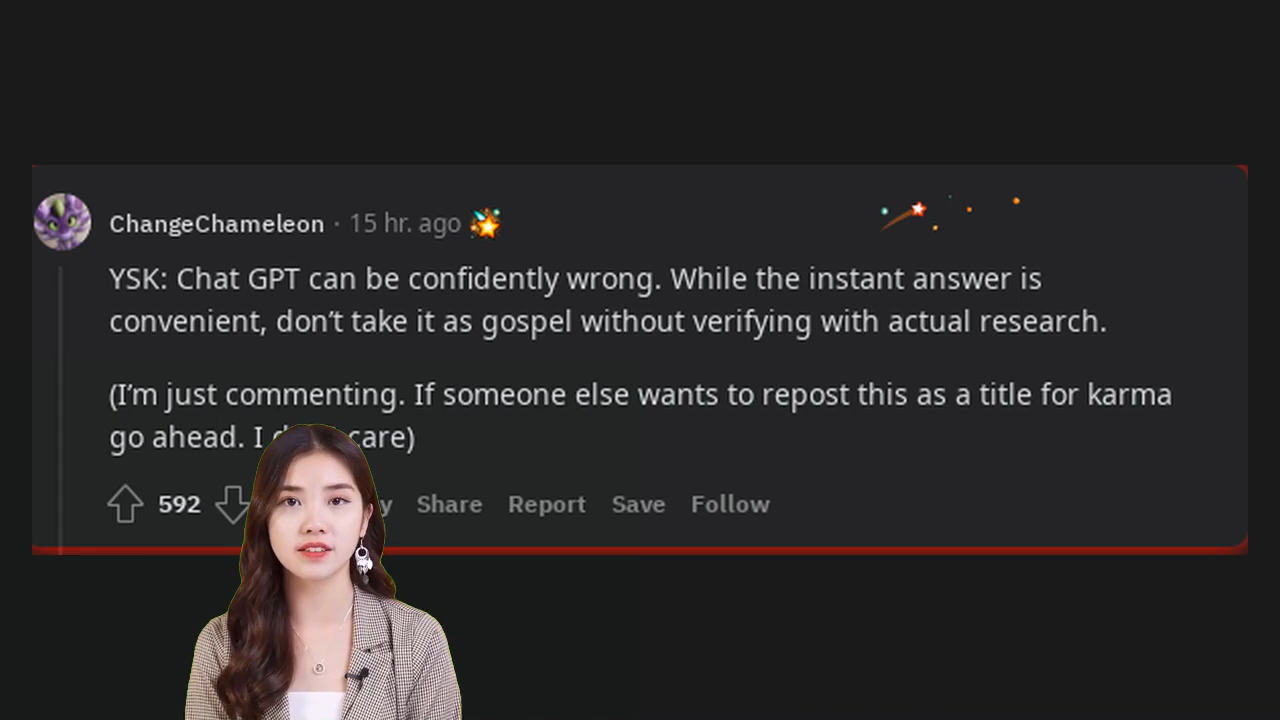 ChangeChameleon · 15 hr. ago
YSK: Chat GPT can be confidently wrong. While the instant answer is
convenient, don't take it as gospel without verifying with actual research.
(I'm just commenting. If someone else wants to repost this as a title for karma
go ahead. I care)
592 Share Report Save Follow